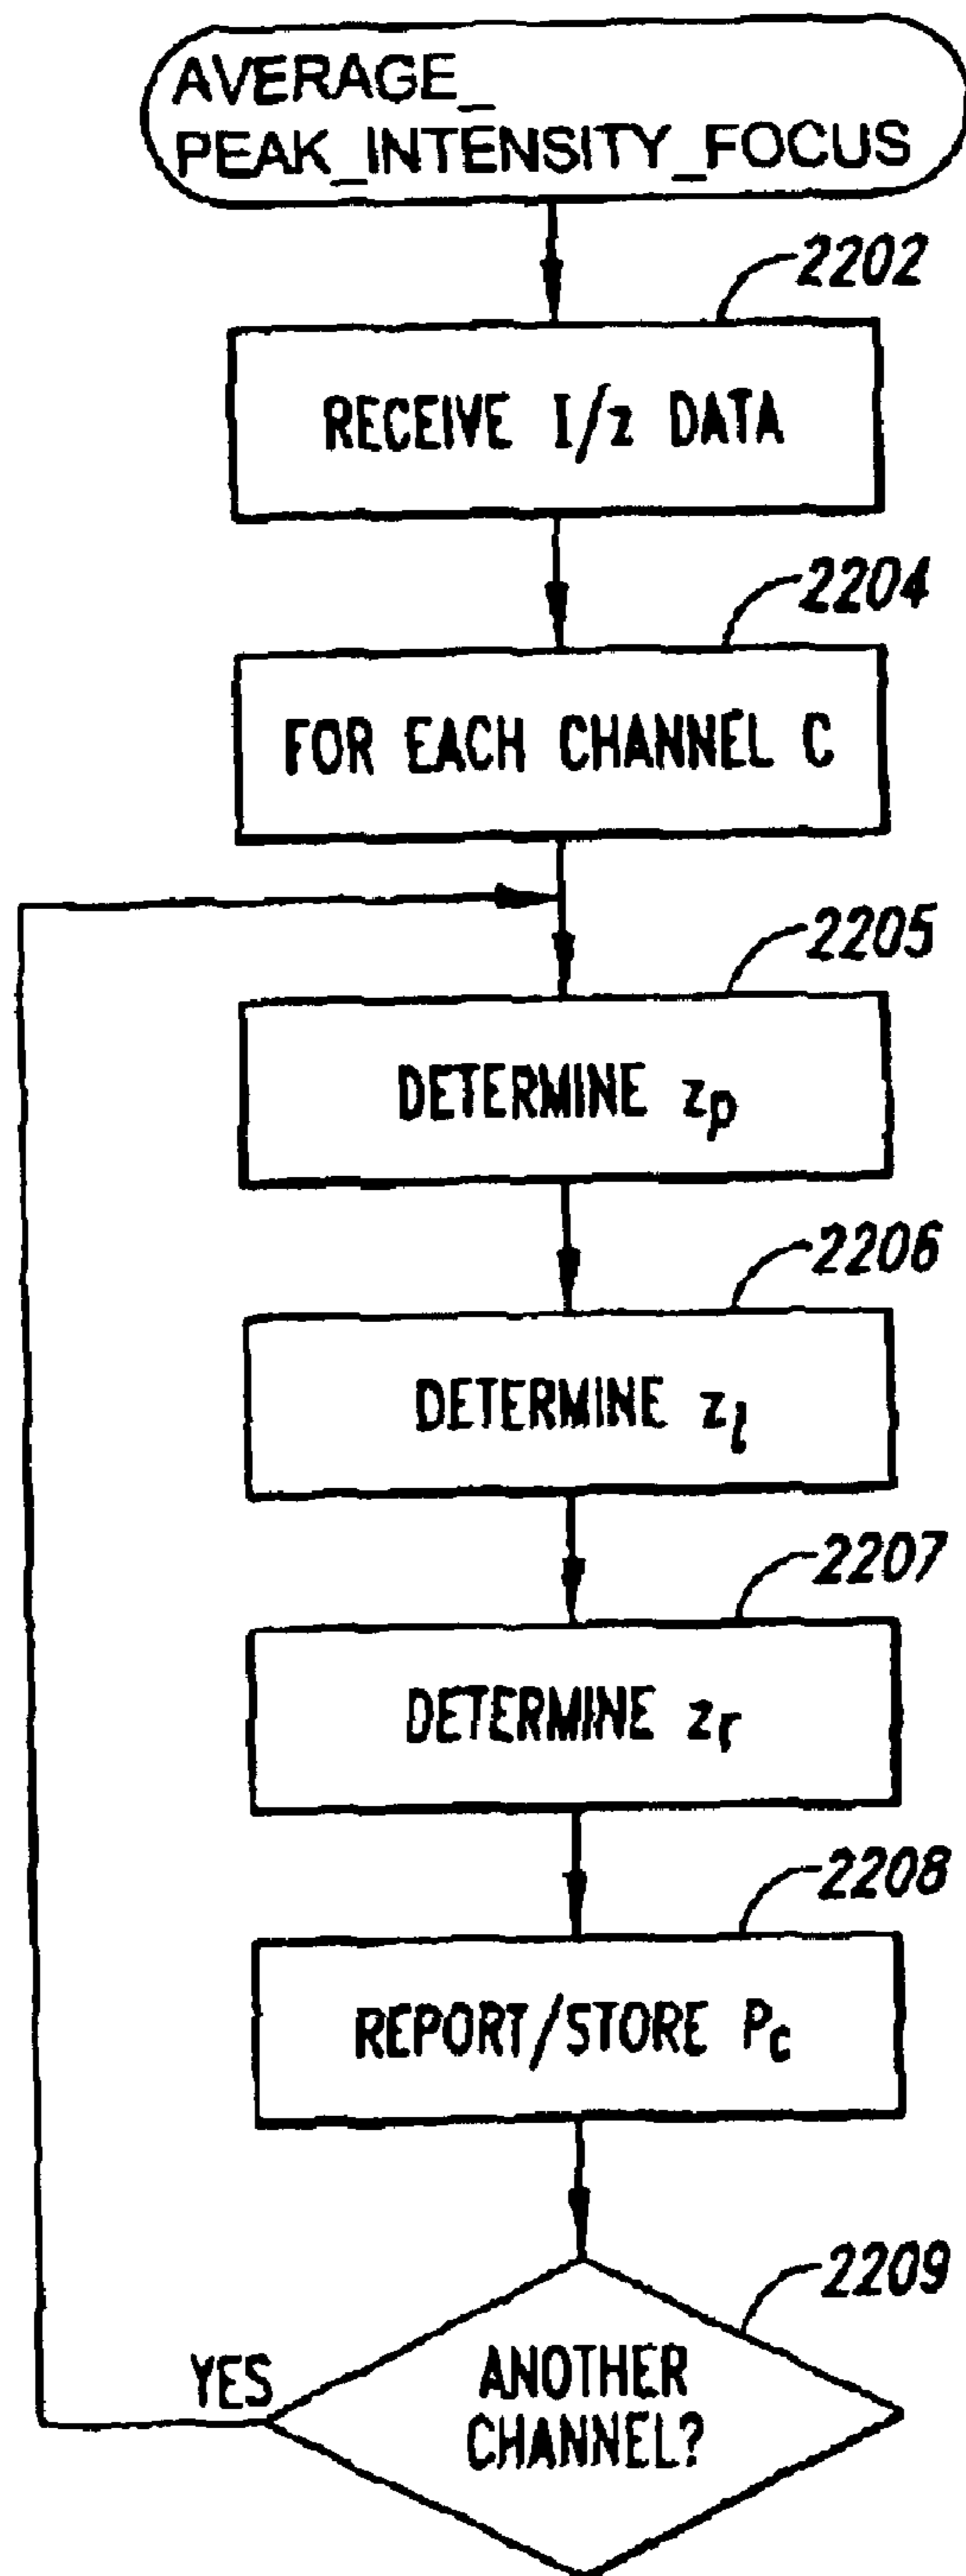 AVERAGE_
PEAK_INTENSITY_FOCUS
2202
RECEIVE I/z DATA
2204
FOR EACH CHANNEL C
2205
DETERMINE zp
2206
DETERMINE zl
2207
DETERMINE zr
2208
REPORT/STORE Pc
2209
YES
ANOTHER
CHANNEL?